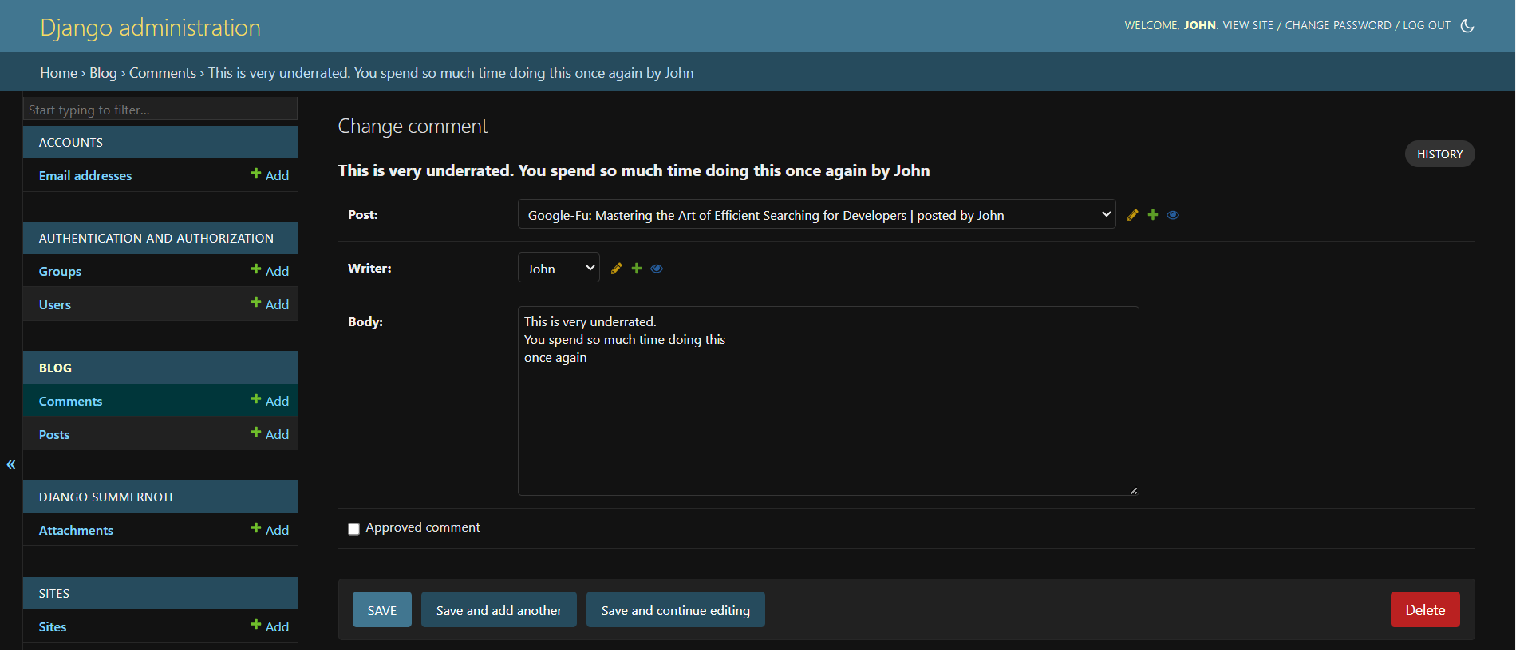 Django administration
WELCOME, JOHN. VIEW SITE / CHANGE PASSWORD / LOG OUT
Home › Blog › Comments › This is very underrated. You spend so much time doing this once again by John
Start typing to filter...
ACCOUNTS
Email addresses
Add
AUTHENTICATION AND AUTHORIZATION
Groups
Add
Users
Add
BLOG
Comments
Add
Posts
Add
«
DJANGO SUMMERNOTE
Attachments
Add
SITES
Sites
Add
Change comment
HISTORY
This is very underrated. You spend so much time doing this once again by John
Post:
Google-Fu: Mastering the Art of Efficient Searching for Developers | posted by John
Writer:
John
Body:
This is very underrated.
You spend so much time doing this
once again
Approved comment
SAVE
Save and add another
Save and continue editing
Delete